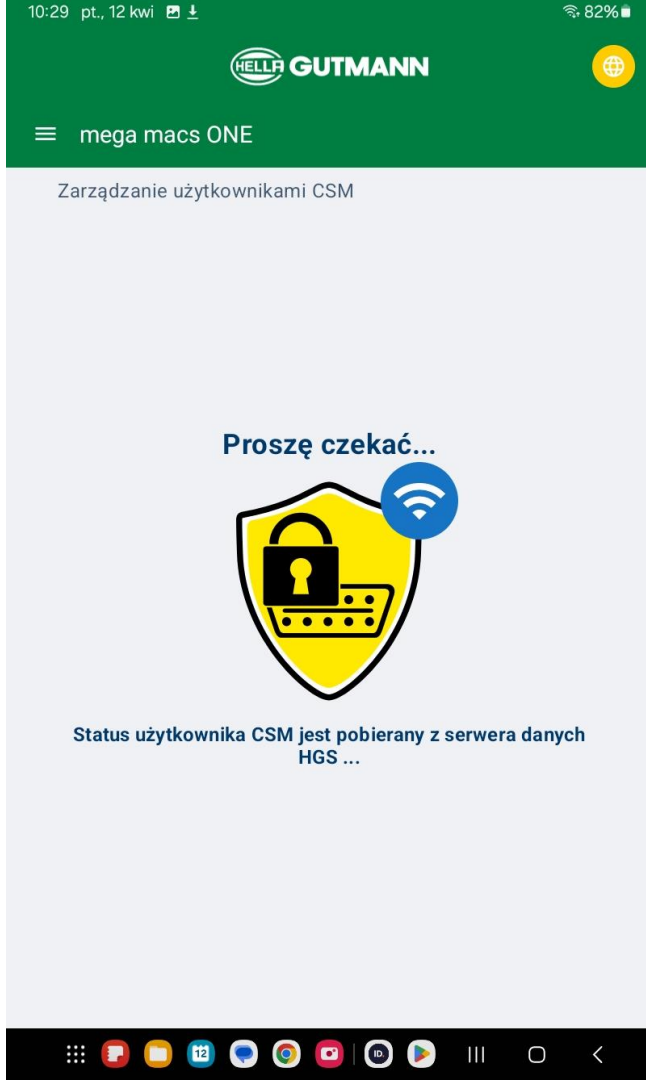 10:29 pt., 12 kwi 82%
HELLA GUTMANN
mega macs ONE
Zarządzanie użytkownikami CSM
Proszę czekać...
Status użytkownika CSM jest pobierany z serwera danych
HGS ...
12
ID.